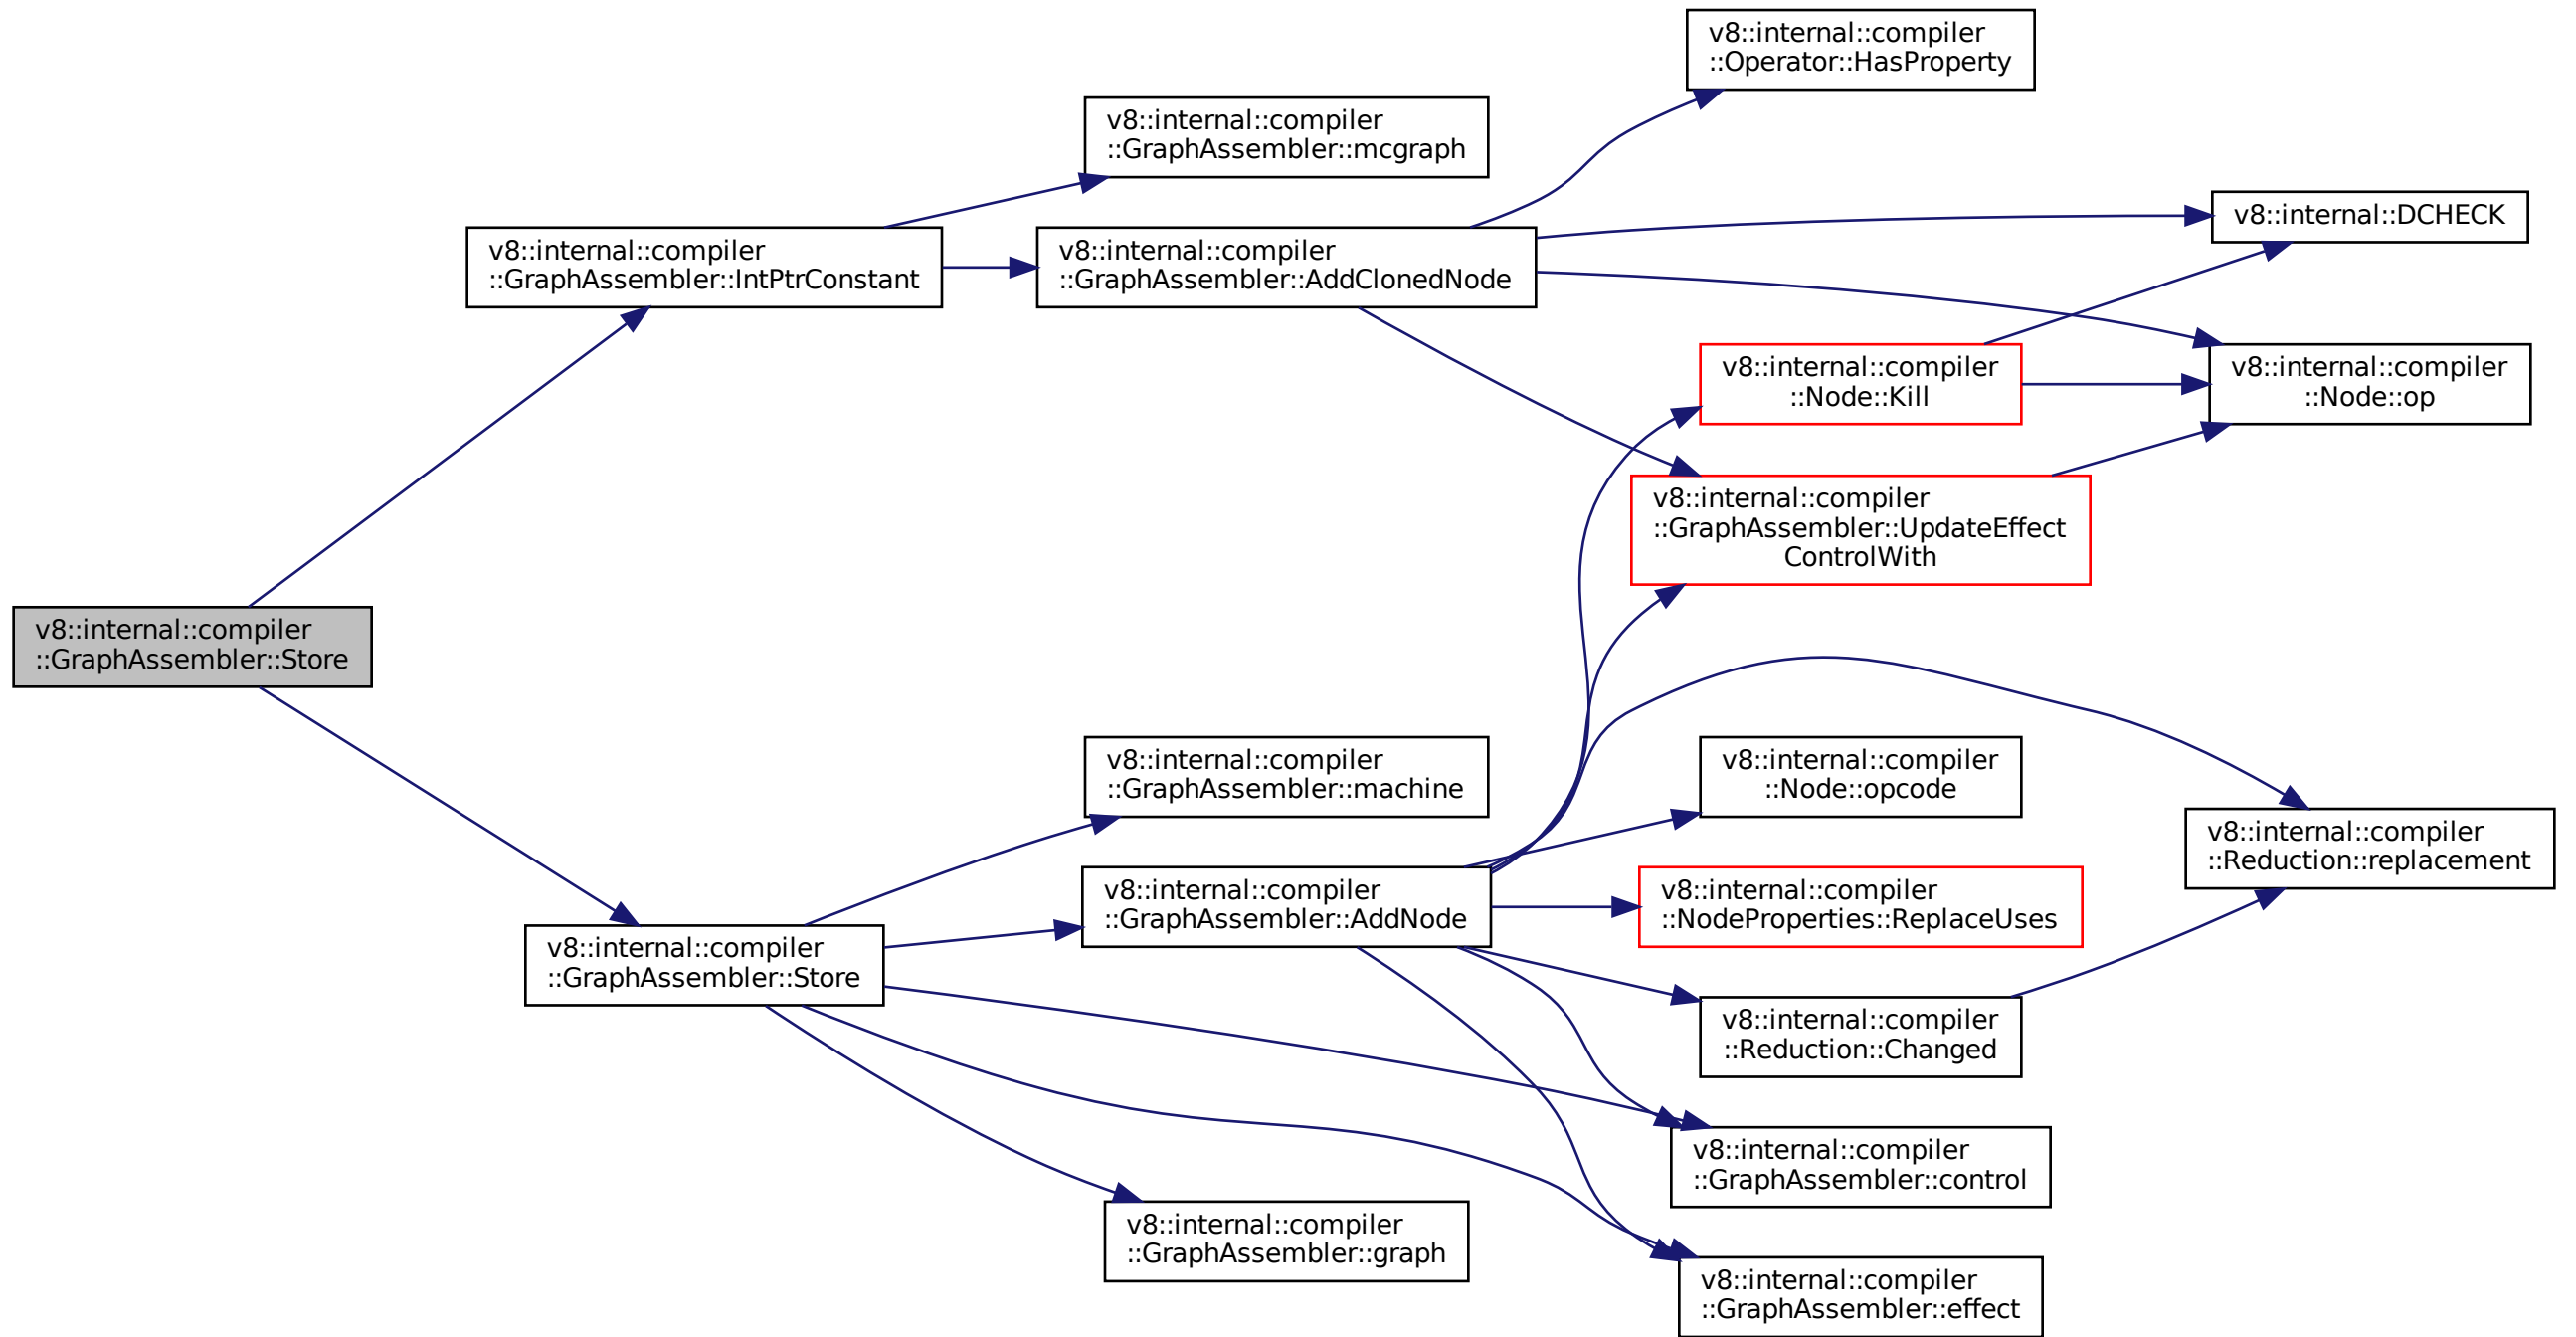 v8::internal::compiler
::GraphAssembler::Store
v8::internal::compiler
::GraphAssembler::IntPtrConstant
v8::internal::compiler
::GraphAssembler::Store
v8::internal::compiler
::GraphAssembler::mcgraph
v8::internal::compiler
::GraphAssembler::AddClonedNode
v8::internal::compiler
::GraphAssembler::machine
v8::internal::compiler
::GraphAssembler::AddNode
v8::internal::compiler
::GraphAssembler::graph
v8::internal::compiler
::Operator::HasProperty
v8::internal::compiler
::Node::Kill
v8::internal::compiler
::GraphAssembler::UpdateEffect
ControlWith
v8::internal::compiler
::Node::opcode
v8::internal::compiler
::NodeProperties::ReplaceUses
v8::internal::compiler
::Reduction::Changed
v8::internal::compiler
::GraphAssembler::control
v8::internal::compiler
::GraphAssembler::effect
v8::internal::DCHECK
v8::internal::compiler
::Node::op
v8::internal::compiler
::Reduction::replacement